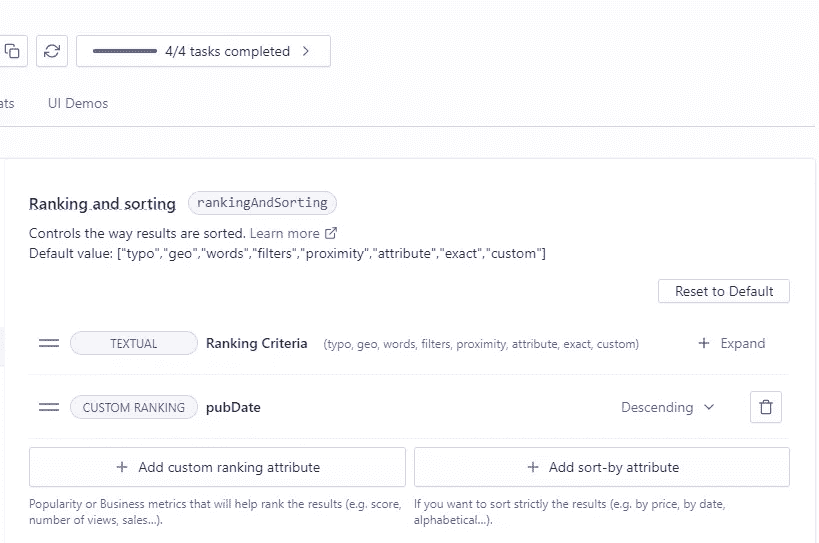 4/4 tasks completed
ats UI Demos
Ranking and sorting rankingAndSorting
Controls the way results are sorted. Learn more
Default value: ["typo","geo","words","filters","proximity","attribute","exact","custom"]
Reset to Default
TEXTUAL Ranking Criteria (typo, geo, words, filters, proximity, attribute, exact, custom) + Expand
CUSTOM RANKING pubDate Descending
+ Add custom ranking attribute + Add sort-by attribute
Popularity or Business metrics that will help rank the results (e.g. score, If you want to sort strictly the results (e.g. by price, by date,
number of views, sales...). alphabetical...).